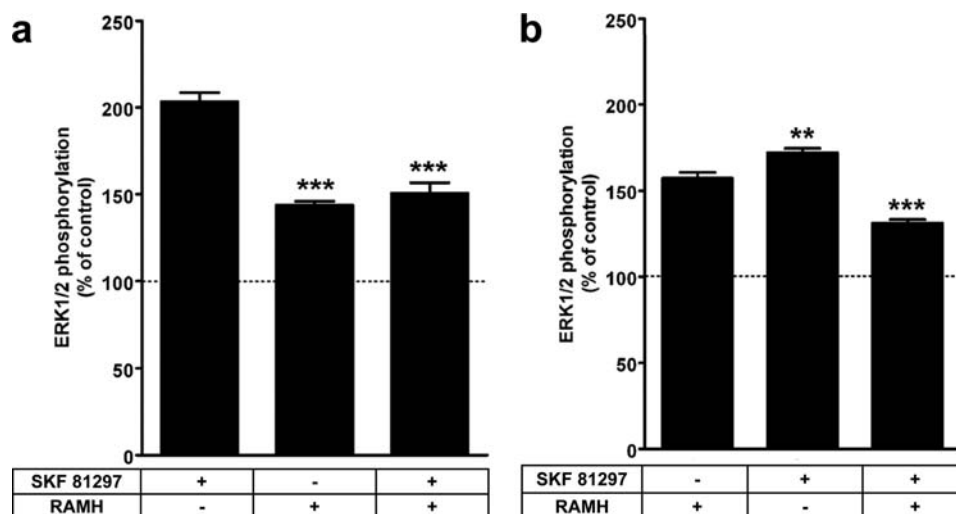 a
250
200
150
100
50
0
ERK1/2 phosphorylation
(% of control)
***
***
SKF 81297 + - +
RAMH - + +
b
250
200
150
100
50
0
ERK1/2 phosphorylation
(% of control)
**
***
SKF 81297 - + +
RAMH + - +